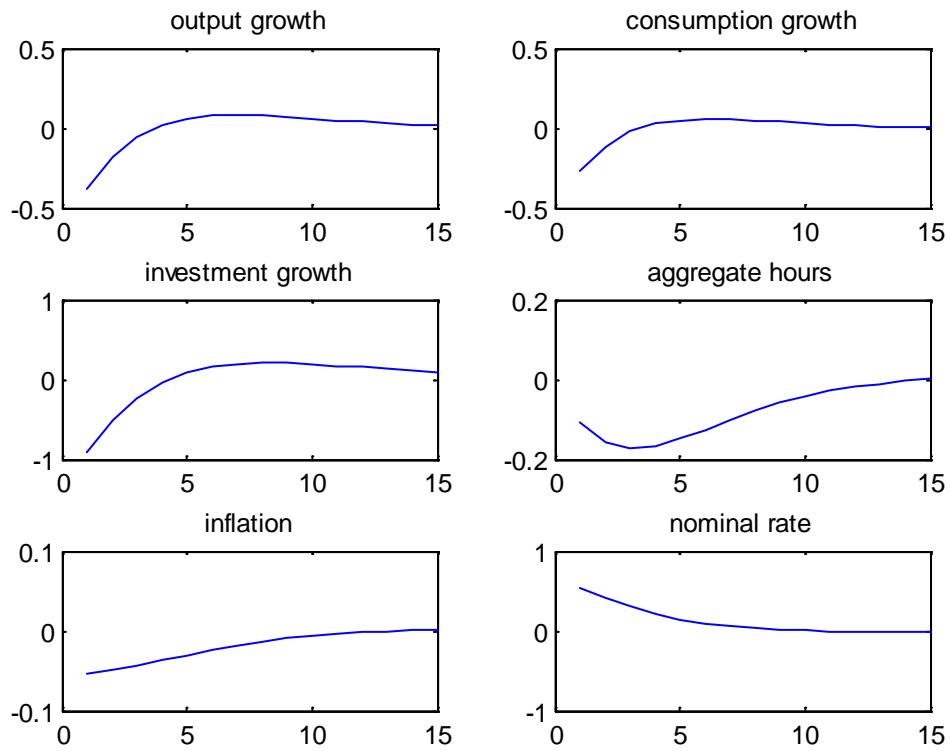 output growth
consumption growth
0.5
0
-0.5
0 5 10 15
0.5
0
-0.5
0 5 10 15
investment growth
aggregate hours
1
0
-1
0 5 10 15
0.2
0
-0.2
0 5 10 15
inflation
nominal rate
0.1
0
-0.1
0 5 10 15
1
0
-1
0 5 10 15